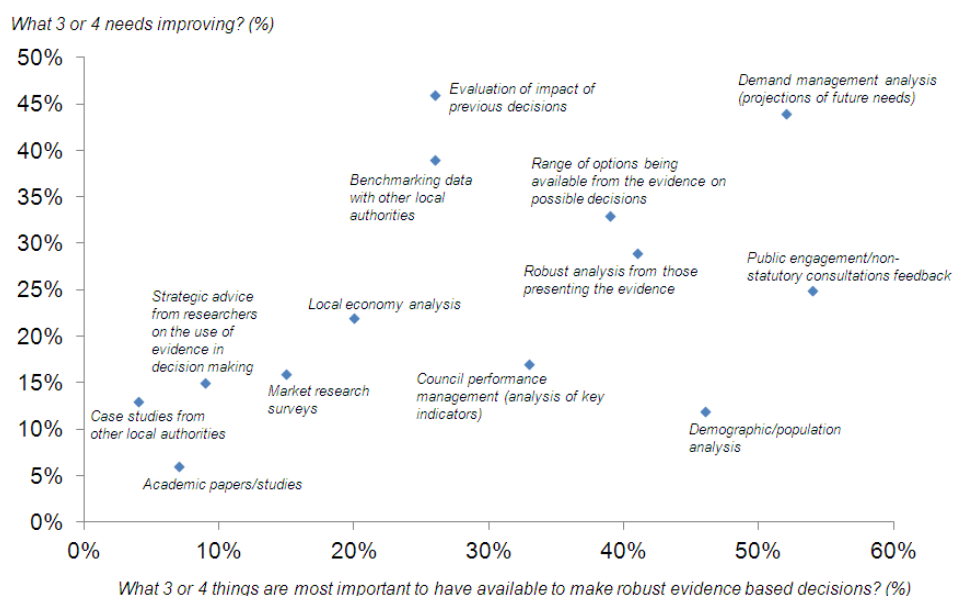 What 3 or 4 needs improving? (%)
50%
45%
40%
35%
30%
25%
20%
15%
10%
5%
0%
Evaluation of impact of
previous decisions
Demand management analysis
(projections of future needs)
Benchmarking data
with other local
authorities
Range of options being
available from the evidence on
possible decisions
Robust analysis from those
presenting the evidence
Public engagement/non-
statutory consultations feedback
Strategic advice
from researchers
on the use of
evidence in
decision making
Local economy analysis
Market research
surveys
Council performance
management (analysis of key
indicators)
Case studies from
other local authorities
Demographic/population
analysis
Academic papers/studies
0%
10%
20%
30%
40%
50%
60%
What 3 or 4 things are most important to have available to make robust evidence based decisions? (%)